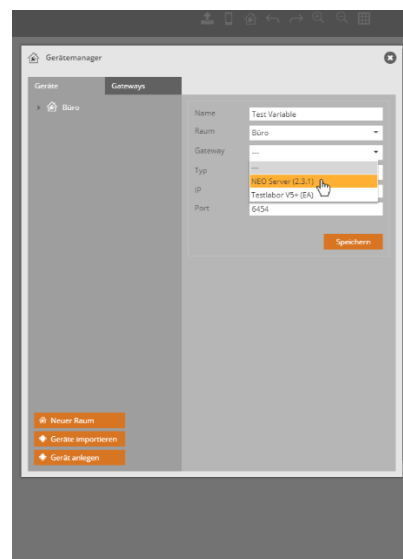 Gerätemanager
Geräte Gateways
Büro
Name Test Variable
Raum Büro
Gateway ---
---
Typ
NEO Server (2.3.1)
IP
Testlabor V5+ (EA)
Port 6454
Speichern
Neuer Raum
Geräte importieren
Gerät anlegen